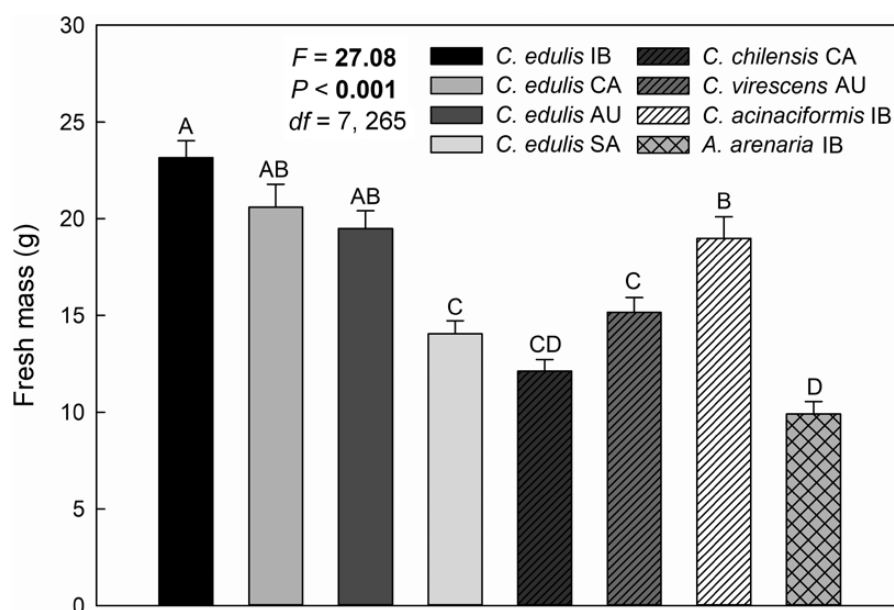 30
25
20
15
10
5
0
Fresh mass (g)
F = 27.08
P < 0.001
df = 7, 265
C. edulis IB
C. edulis CA
C. edulis AU
C. edulis SA
C. chilensis CA
C. virescens AU
C. acinaciformis IB
A. arenaria IB
A
AB
AB
C
CD
C
B
D